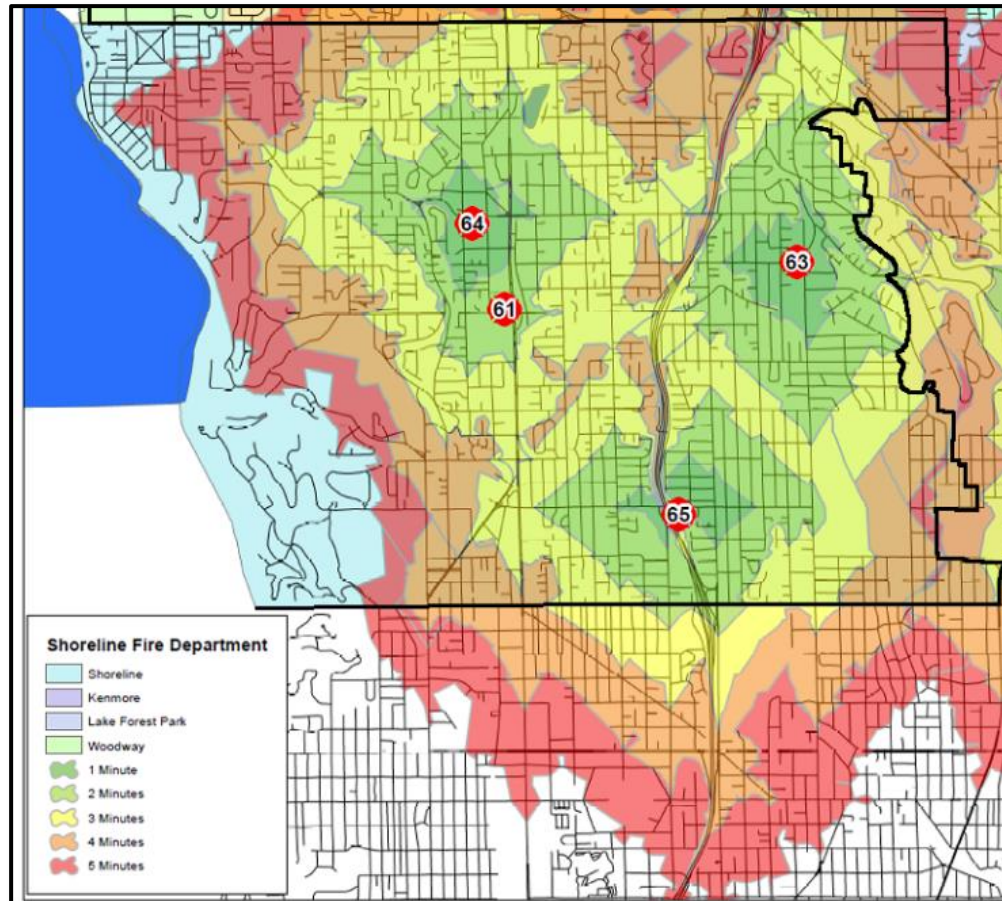 64
63
61
65
Shoreline Fire Department
Shoreline
Kenmore
Lake Forest Park
Woodway
1 Minute
2 Minutes
3 Minutes
4 Minutes
5 Minutes